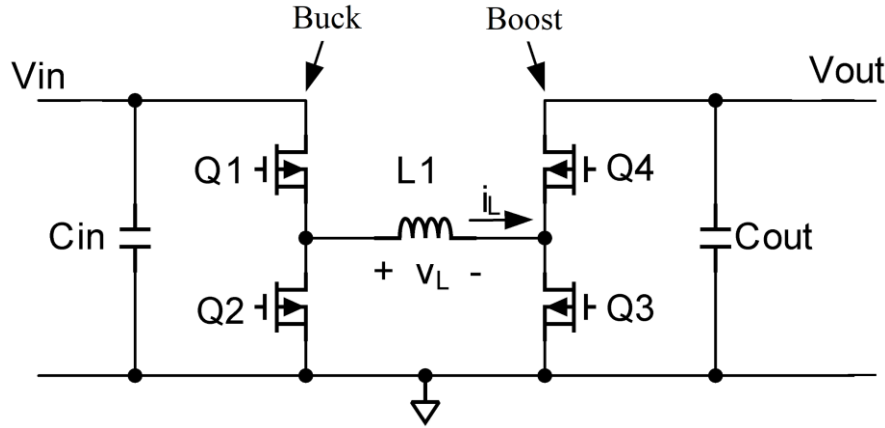 Buck Boost
Vin Vout
Q1 L1 iL Q4
Cin + vL - Cout
Q2 Q3